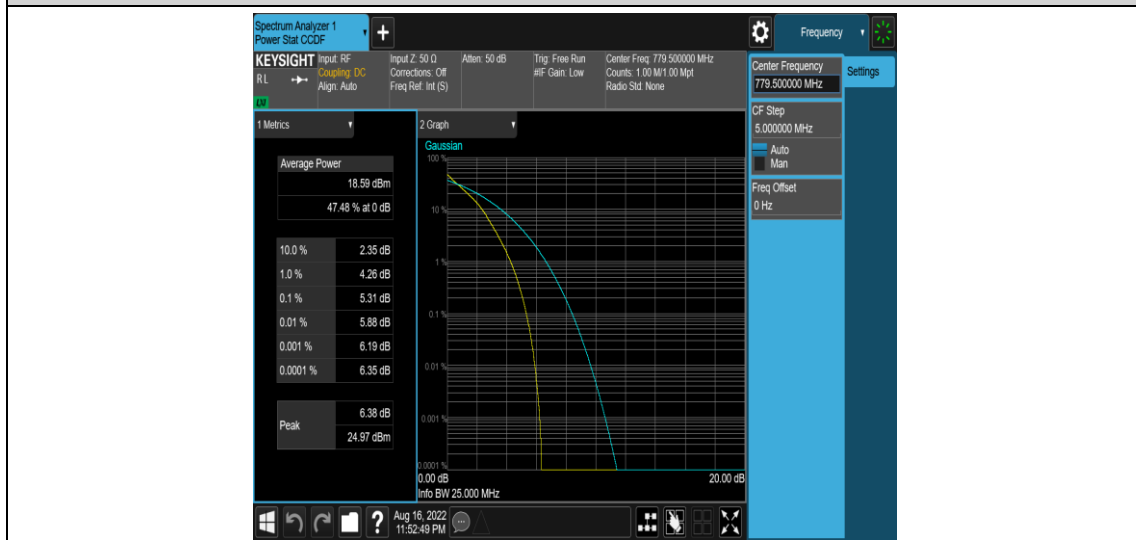 Spectrum Analyzer 1
Power Stat CCDF
+
Frequency
KEYSIGHT
RL
LXI
Input: RF
Coupling: DC
Align: Auto
Input Z: 50 Ω
Corrections: Off
Freq Ref: Int (S)
Atten: 50 dB
Trig: Free Run
#IF Gain: Low
Center Freq: 779.500000 MHz
Counts: 1.00 M/1.00 Mpt
Radio Std: None
Center Frequency
779.500000 MHz
Settings
CF Step
5.000000 MHz
Auto
Man
Freq Offset
0 Hz
1 Metrics
Average Power
18.59 dBm
47.48 % at 0 dB
10.0 % 2.35 dB
1.0 % 4.26 dB
0.1 % 5.31 dB
0.01 % 5.88 dB
0.001 % 6.19 dB
0.0001 % 6.35 dB
Peak
6.38 dB
24.97 dBm
2 Graph
Gaussian
100 %
10 %
1 %
0.1 %
0.01 %
0.001 %
0.0001 %
0.00 dB 20.00 dB
Info BW 25.000 MHz
?
Aug 16, 2022
11:52:49 PM